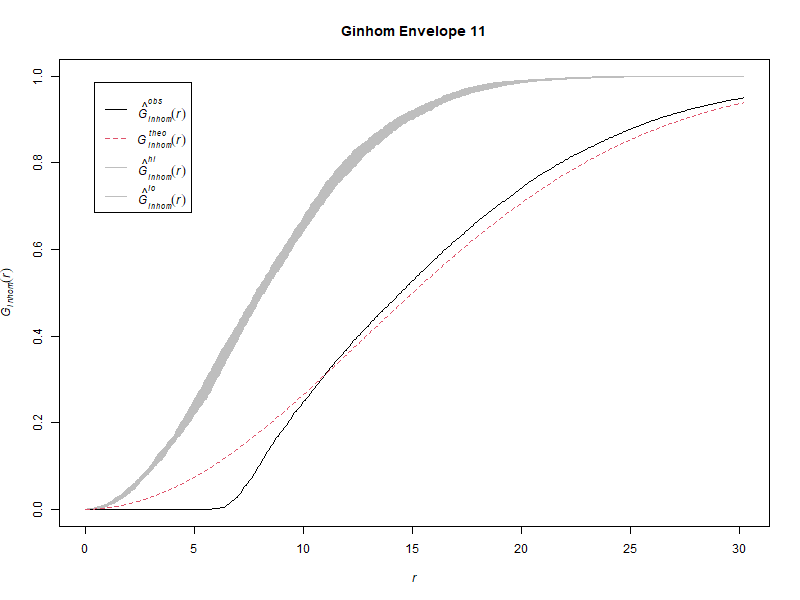 Ginhom Envelope 11
Ĝ^obs_inhom(r)
G^theo_inhom(r)
Ĝ^hi_inhom(r)
Ĝ^lo_inhom(r)
G_inhom(r)
1.0
0.8
0.6
0.4
0.2
0.0
0 5 10 15 20 25 30
r